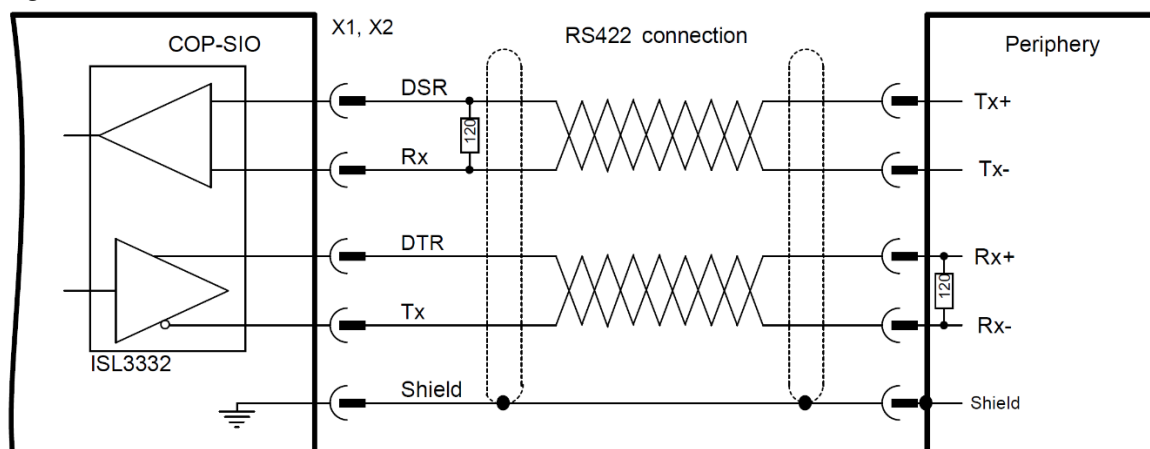 X1, X2
COP-SIO
RS422 connection
Periphery
DSR
Tx+
120
Rx
Tx-
DTR
Rx+
120
Tx
Rx-
ISL3332
Shield
Shield